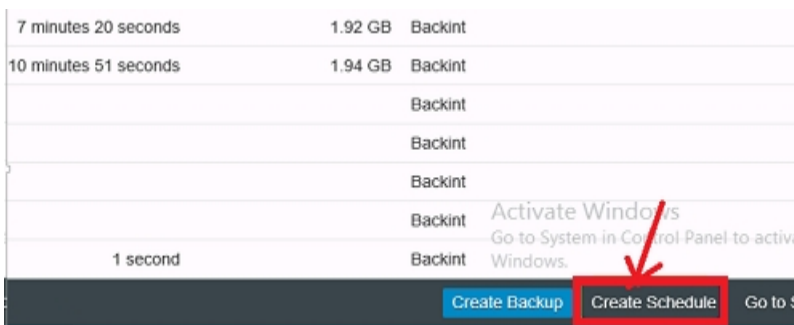 7 minutes 20 seconds 1.92 GB Backint
10 minutes 51 seconds 1.94 GB Backint
Backint
Backint
Backint
Backint
Activate Windows
Go to System in Control Panel to activa
Windows.
1 second Backint
Create Backup Create Schedule Go to S